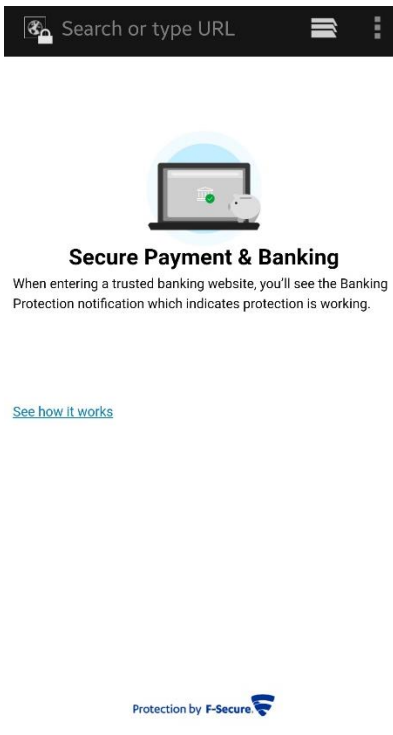 Search or type URL
Secure Payment & Banking
When entering a trusted banking website, you'll see the Banking
Protection notification which indicates protection is working.
See how it works
Protection by F-Secure.